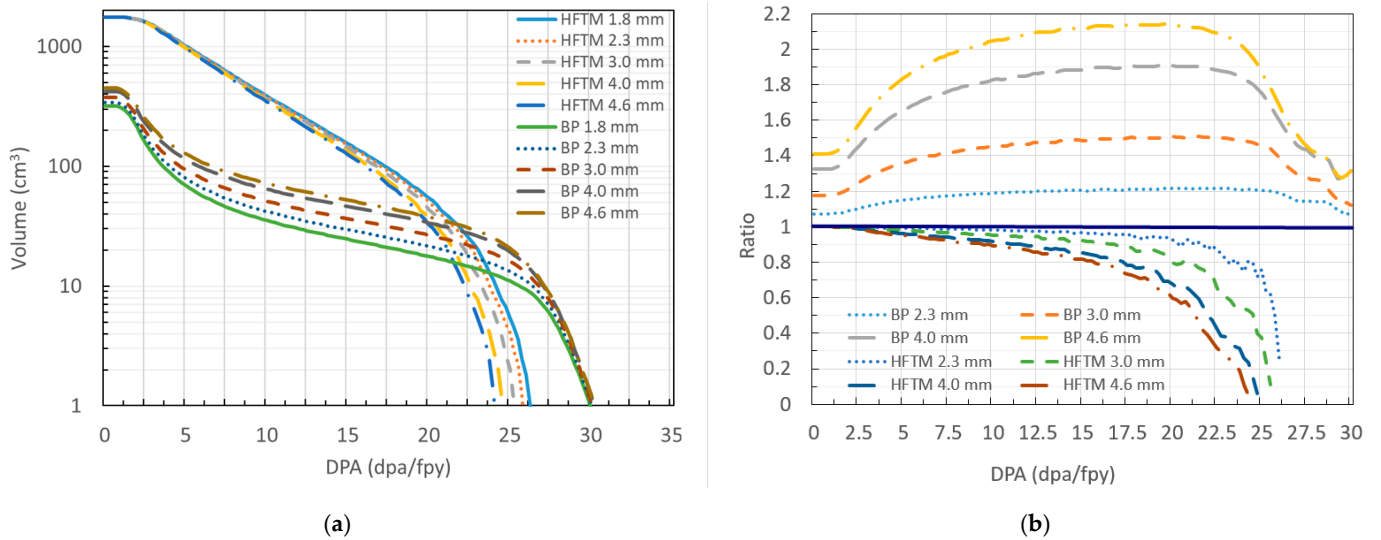 1000
100
10
1
Volume (cm³)
0
5
10
15
20
25
30
35
DPA (dpa/fpy)
HFTM 1.8 mm
HFTM 2.3 mm
HFTM 3.0 mm
HFTM 4.0 mm
HFTM 4.6 mm
BP 1.8 mm
BP 2.3 mm
BP 3.0 mm
BP 4.0 mm
BP 4.6 mm
(a)
2.2
2
1.8
1.6
1.4
1.2
1
0.8
0.6
0.4
0.2
0
Ratio
0
2.5
5
7.5
10
12.5
15
17.5
20
22.5
25
27.5
30
DPA (dpa/fpy)
BP 2.3 mm
BP 3.0 mm
BP 4.0 mm
BP 4.6 mm
HFTM 2.3 mm
HFTM 3.0 mm
HFTM 4.0 mm
HFTM 4.6 mm
(b)